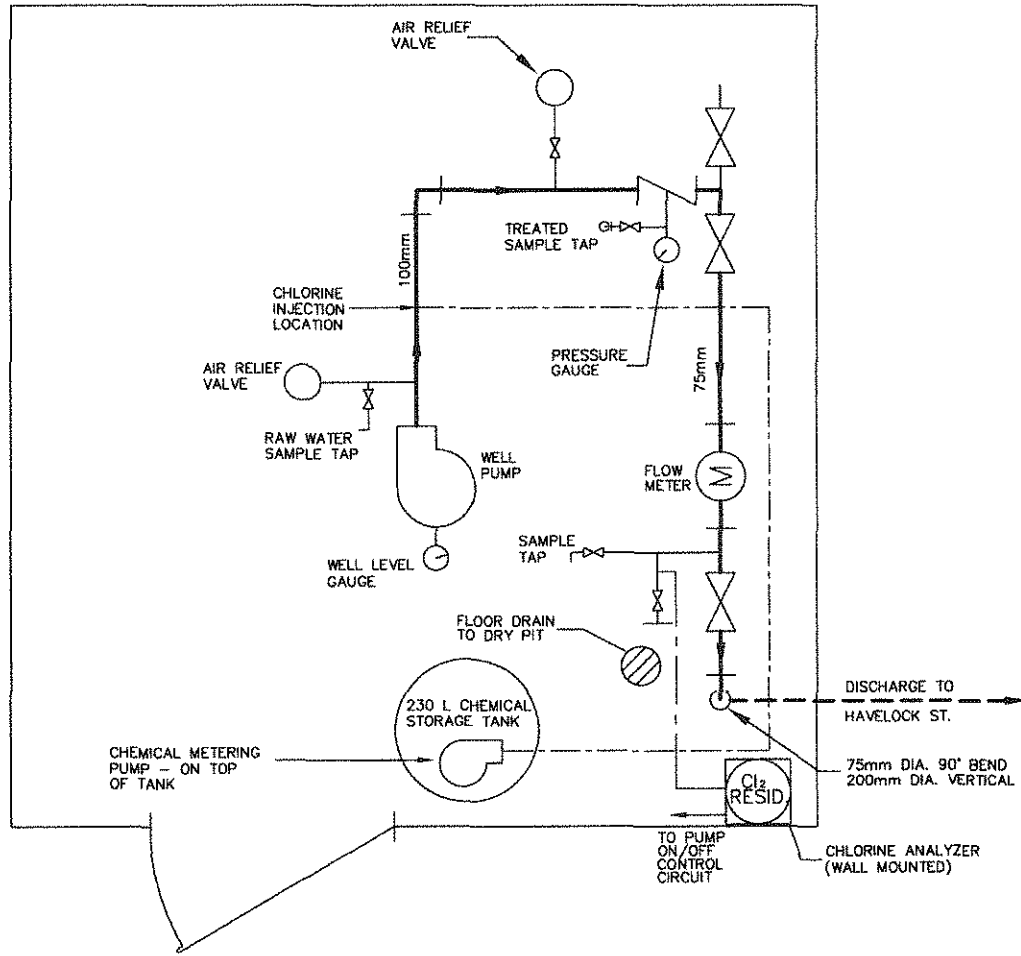 AIR RELIEF
VALVE
TREATED
SAMPLE TAP
100mm
CHLORINE
INJECTION
LOCATION
PRESSURE
GAUGE
75mm
AIR RELIEF
VALVE
RAW WATER
SAMPLE TAP
WELL
PUMP
FLOW
METER
M
SAMPLE
TAP
WELL LEVEL
GAUGE
FLOOR DRAIN
TO DRY PIT
230 L CHEMICAL
STORAGE TANK
DISCHARGE TO
HAVELOCK ST.
CHEMICAL METERING
PUMP – ON TOP
OF TANK
75mm DIA. 90° BEND
200mm DIA. VERTICAL
Cl₂
RESID.
TO PUMP
ON/OFF
CONTROL
CIRCUIT
CHLORINE ANALYZER
(WALL MOUNTED)